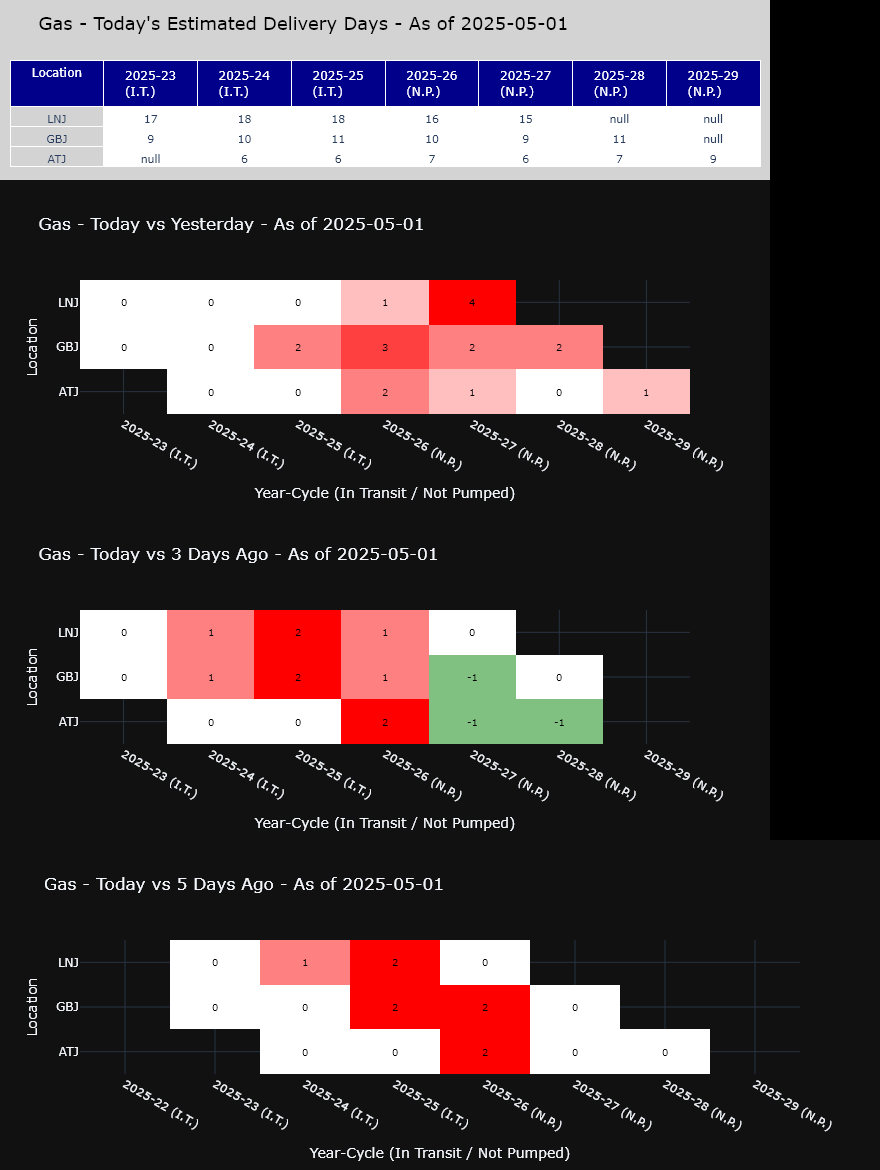 Gas - Today's Estimated Delivery Days - As of 2025-05-01
Location 2025-23 (I.T.) 2025-24 (I.T.) 2025-25 (I.T.) 2025-26 (N.P.) 2025-27 (N.P.) 2025-28 (N.P.) 2025-29 (N.P.)
LNJ 17 18 18 16 15 null null
GBJ 9 10 11 10 9 11 null
ATJ null 6 6 7 6 7 9
Gas - Today vs Yesterday - As of 2025-05-01
Location
LNJ 0 0 0 1 4
GBJ 0 0 2 3 2 2
ATJ 0 0 2 1 0 1
2025-23 (I.T.) 2025-24 (I.T.) 2025-25 (I.T.) 2025-26 (N.P.) 2025-27 (N.P.) 2025-28 (N.P.) 2025-29 (N.P.)
Year-Cycle (In Transit / Not Pumped)
Gas - Today vs 3 Days Ago - As of 2025-05-01
Location
LNJ 0 1 2 1 0
GBJ 0 1 2 1 -1 0
ATJ 0 0 2 -1 -1
2025-23 (I.T.) 2025-24 (I.T.) 2025-25 (I.T.) 2025-26 (N.P.) 2025-27 (N.P.) 2025-28 (N.P.) 2025-29 (N.P.)
Year-Cycle (In Transit / Not Pumped)
Gas - Today vs 5 Days Ago - As of 2025-05-01
Location
LNJ 0 1 2 0
GBJ 0 0 2 2 0
ATJ 0 0 2 0 0
2025-22 (I.T.) 2025-23 (I.T.) 2025-24 (I.T.) 2025-25 (I.T.) 2025-26 (N.P.) 2025-27 (N.P.) 2025-28 (N.P.) 2025-29 (N.P.)
Year-Cycle (In Transit / Not Pumped)